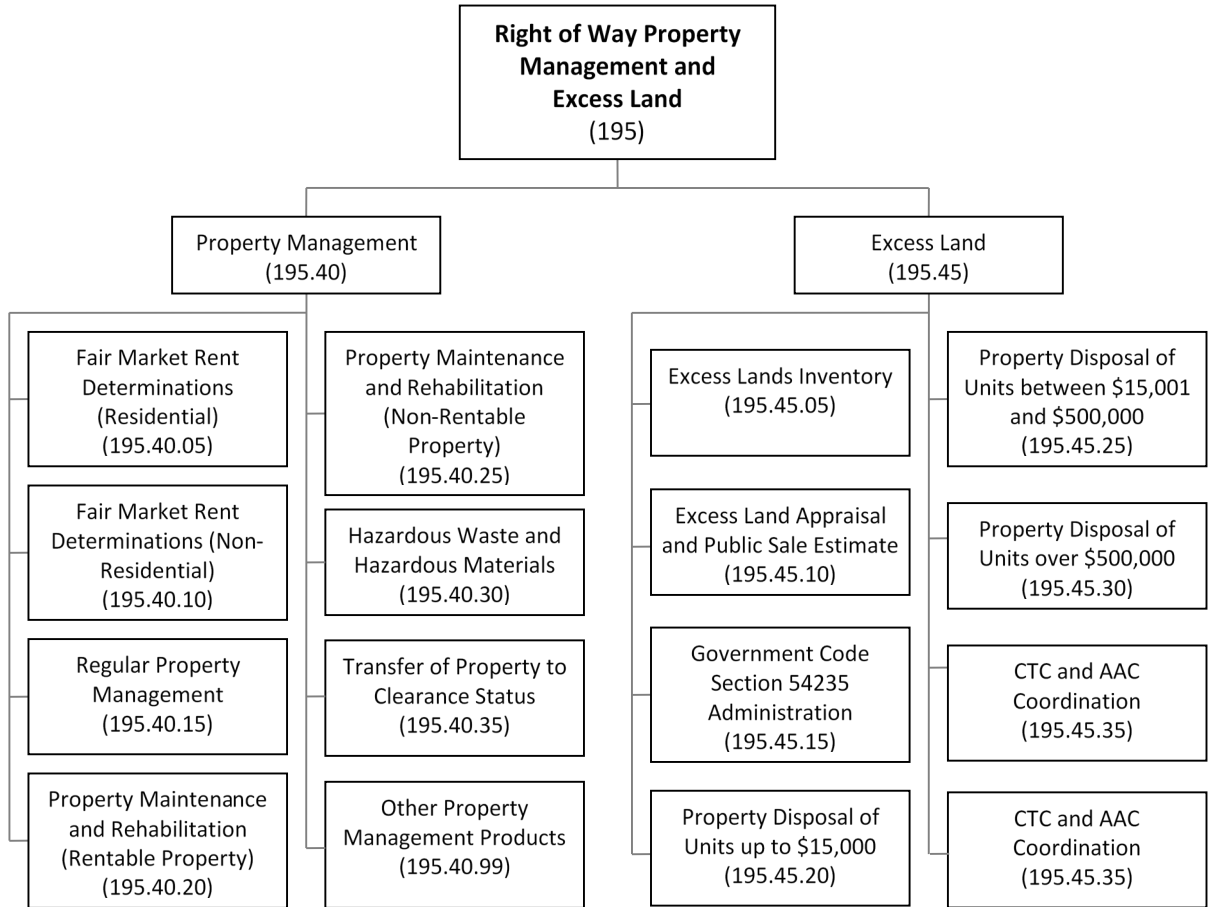 Right of Way Property
Management and
Excess Land
(195)
Property Management
(195.40)
Excess Land
(195.45)
Fair Market Rent
Determinations
(Residential)
(195.40.05)
Fair Market Rent
Determinations (Non-
Residential)
(195.40.10)
Regular Property
Management
(195.40.15)
Property Maintenance
and Rehabilitation
(Rentable Property)
(195.40.20)
Property Maintenance
and Rehabilitation
(Non-Rentable
Property)
(195.40.25)
Hazardous Waste and
Hazardous Materials
(195.40.30)
Transfer of Property to
Clearance Status
(195.40.35)
Other Property
Management Products
(195.40.99)
Excess Lands Inventory
(195.45.05)
Excess Land Appraisal
and Public Sale Estimate
(195.45.10)
Government Code
Section 54235
Administration
(195.45.15)
Property Disposal of
Units up to $15,000
(195.45.20)
Property Disposal of
Units between $15,001
and $500,000
(195.45.25)
Property Disposal of
Units over $500,000
(195.45.30)
CTC and AAC
Coordination
(195.45.35)
CTC and AAC
Coordination
(195.45.35)